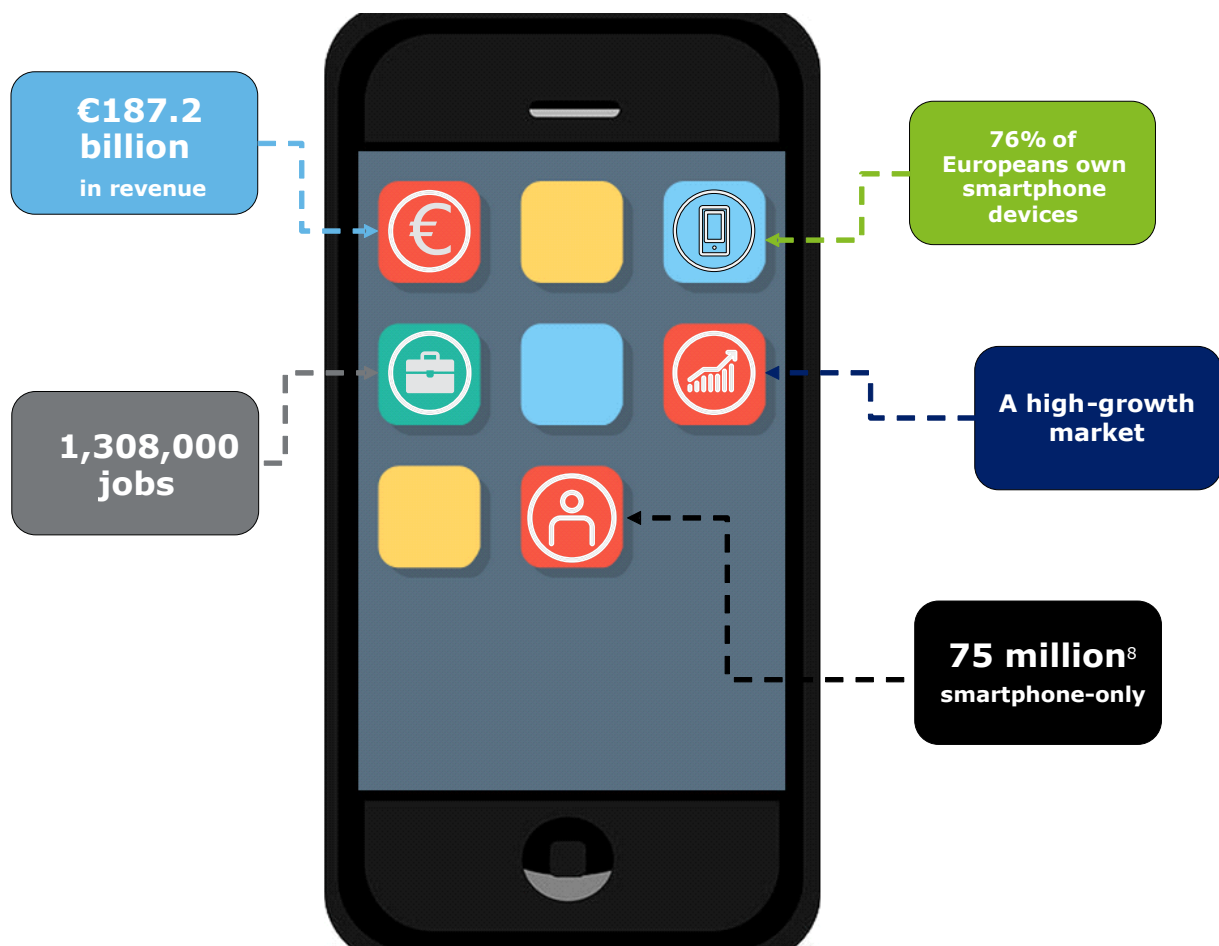 €187.2
billion
in revenue
76% of
Europeans own
smartphone
devices
€
1,308,000
jobs
A high-growth
market
75 million⁸
smartphone-only